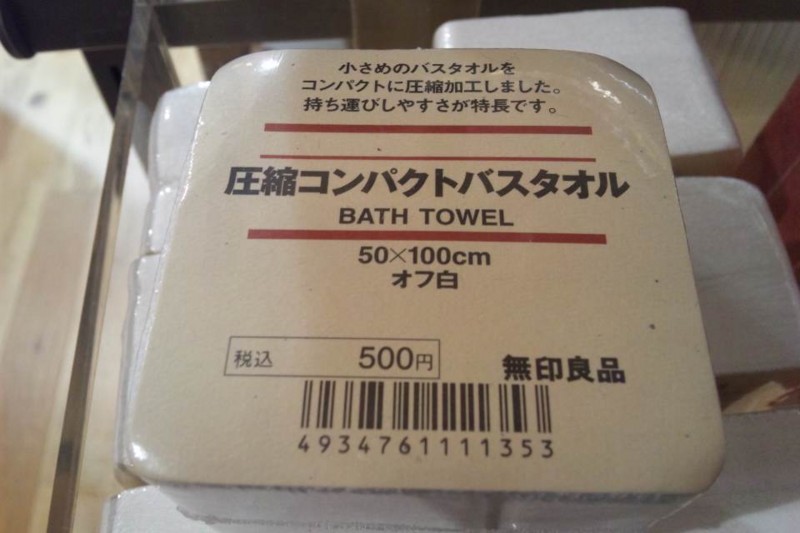 小さめのバスタオルを
コンパクトに圧縮加工しました。
持ち運びしやすさが特長です。
圧縮コンパクトバスタオル
BATH TOWEL
50×100cm
オフ白
税込 500円
無印良品
4934761111353